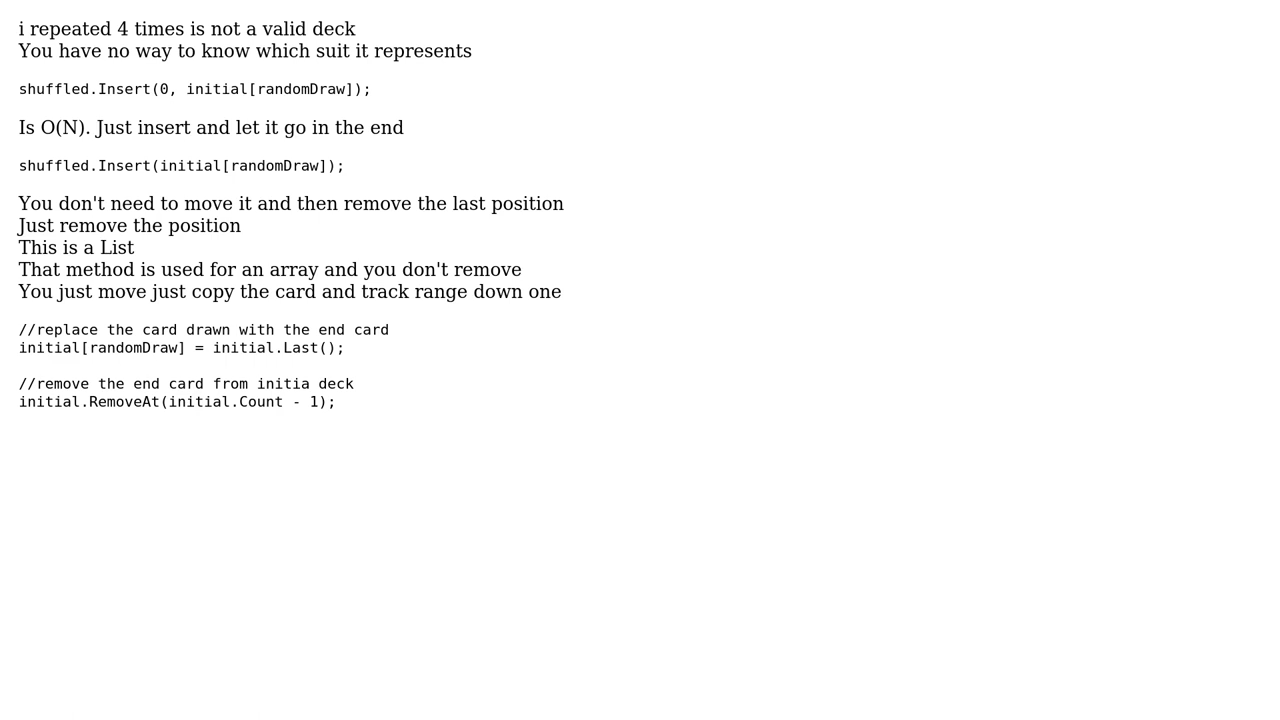 i repeated 4 times is not a valid deck
You have no way to know which suit it represents
shuffled.Insert(0, initial[randomDraw]);
Is O(N). Just insert and let it go in the end
shuffled.Insert(initial[randomDraw]);
You don't need to move it and then remove the last position
Just remove the position
This is a List
That method is used for an array and you don't remove
You just move just copy the card and track range down one
//replace the card drawn with the end card
initial[randomDraw] = initial.Last();
//remove the end card from initia deck
initial.RemoveAt(initial.Count - 1);